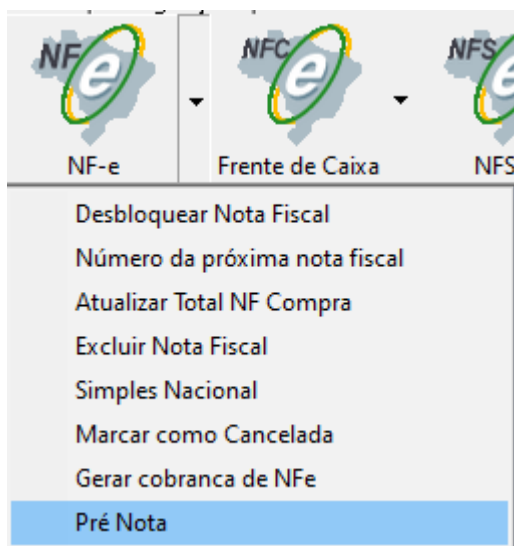 NF e NFC e NFS
NF-e Frente de Caixa NFS
Desbloquear Nota Fiscal
Número da próxima nota fiscal
Atualizar Total NF Compra
Excluir Nota Fiscal
Simples Nacional
Marcar como Cancelada
Gerar cobranca de NFe
Pré Nota